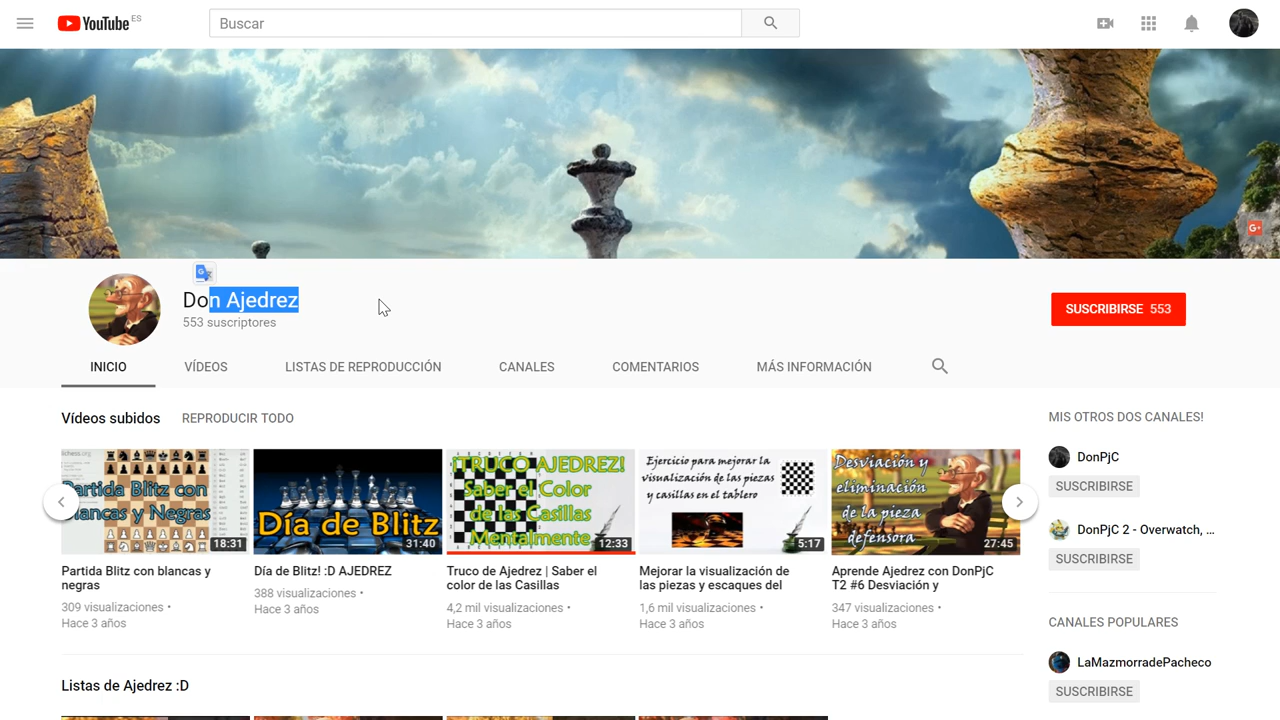 YouTube ES
Buscar
Don Ajedrez
553 suscriptores
SUSCRIBIRSE 553
INICIO
VÍDEOS
LISTAS DE REPRODUCCIÓN
CANALES
COMENTARIOS
MÁS INFORMACIÓN
Vídeos subidos
REPRODUCIR TODO
lichess.org
Partida Blitz con
blancas y Negras
18:31
Partida Blitz con blancas y
negras
309 visualizaciones •
Hace 3 años
Día de Blitz
31:40
Día de Blitz! :D AJEDREZ
388 visualizaciones •
Hace 3 años
¡TRUCO AJEDREZ!
Saber el Color
de las Casillas
Mentalmente
12:33
Truco de Ajedrez | Saber el
color de las Casillas
4,2 mil visualizaciones •
Hace 3 años
Ejercicio para mejorar la
visualización de las piezas
y casillas en el tablero
5:17
Mejorar la visualización de
las piezas y escaques del
1,6 mil visualizaciones •
Hace 3 años
Desviación y
eliminación
de la pieza
defensora
27:45
Aprende Ajedrez con DonPjC
T2 #6 Desviación y
347 visualizaciones •
Hace 3 años
Listas de Ajedrez :D
MIS OTROS DOS CANALES!
DonPjC
SUSCRIBIRSE
DonPjC 2 - Overwatch, ...
SUSCRIBIRSE
CANALES POPULARES
LaMazmorradePacheco
SUSCRIBIRSE
G+